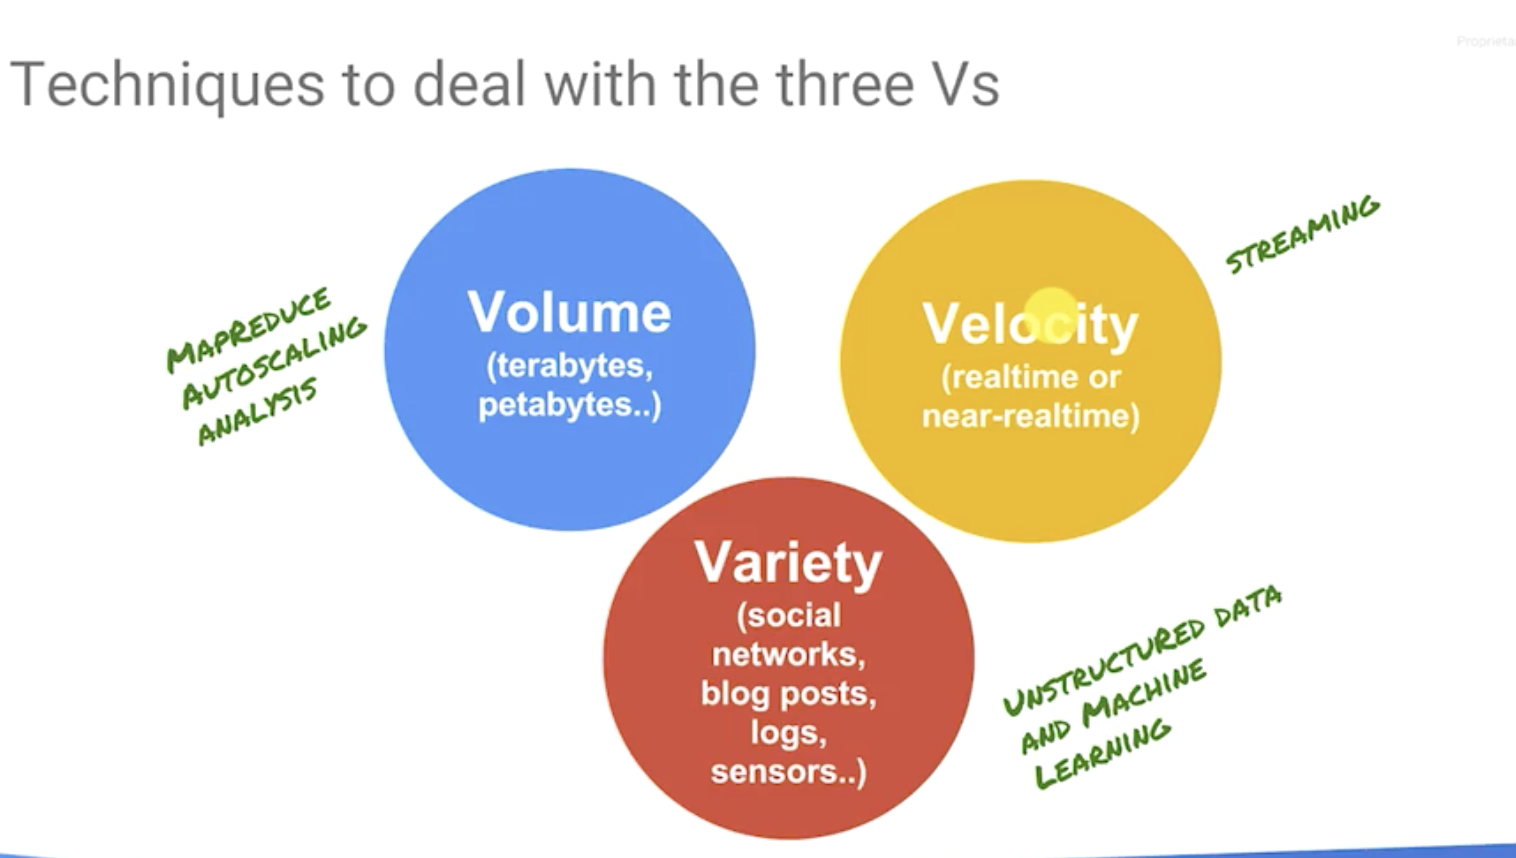 Proprieta
Techniques to deal with the three Vs
MapReduce
Autoscaling
analysis
Volume
(terabytes,
petabytes..)
Velocity
(realtime or
near-realtime)
STREAMING
Variety
(social
networks,
blog posts,
logs,
sensors..)
Unstructured data
and Machine
Learning